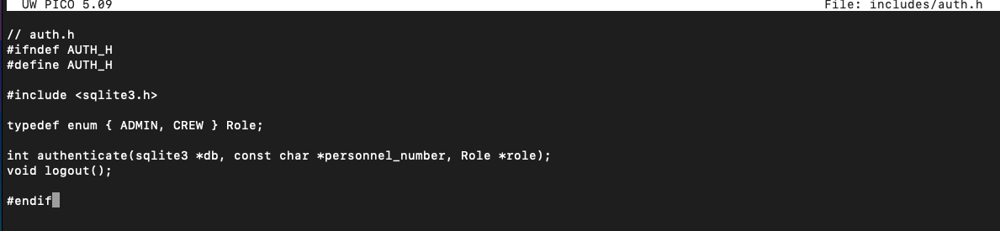 UW PICO 5.09 File: includes/auth.h
// auth.h
#ifndef AUTH_H
#define AUTH_H
#include <sqlite3.h>
typedef enum { ADMIN, CREW } Role;
int authenticate(sqlite3 *db, const char *personnel_number, Role *role);
void logout();
#endif